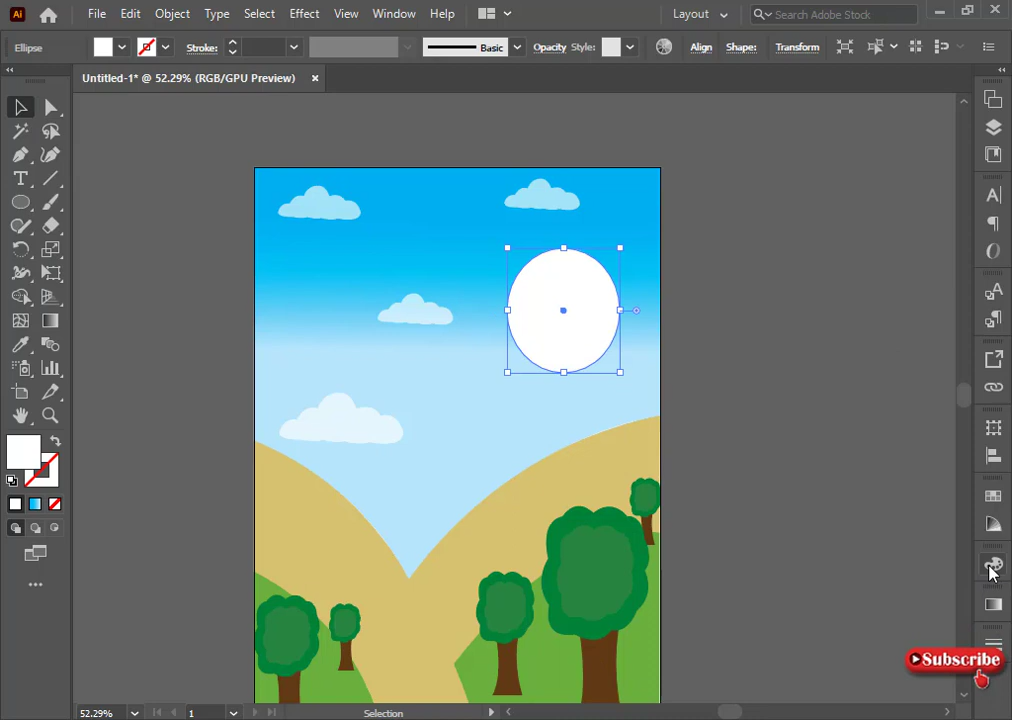 Ai File Edit Object Type Select Effect View Window Help Layout Search Adobe Stock
Ellipse Stroke: Basic Opacity Style: Align Shape: Transform
Untitled-1* @ 52.29% (RGB/GPU Preview) ×
Subscribe
52.29% 1 Selection